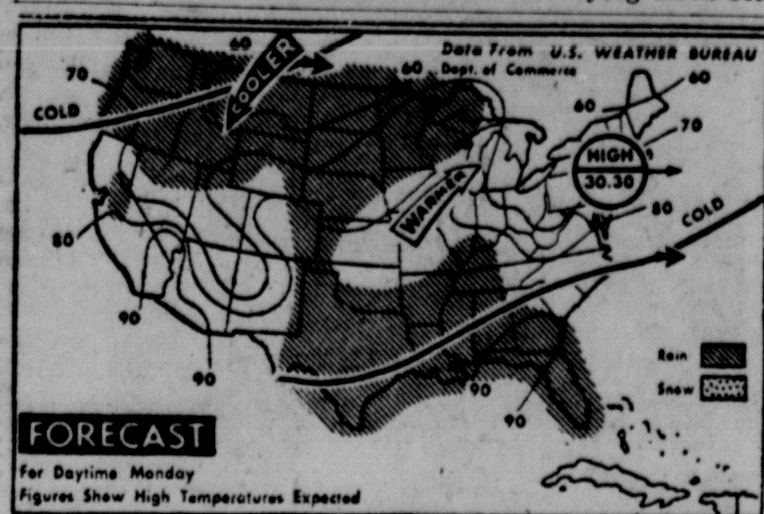 60
COOLER
Data From U.S. WEATHER BUREAU
Dept. of Commerce
70
60
60
COLD
60
70
HIGH
30.30
WARMER
80
COLD
80
90
90
90
90
Rain
Snow
FORECAST
For Daytime Monday
Figures Show High Temperatures Expected